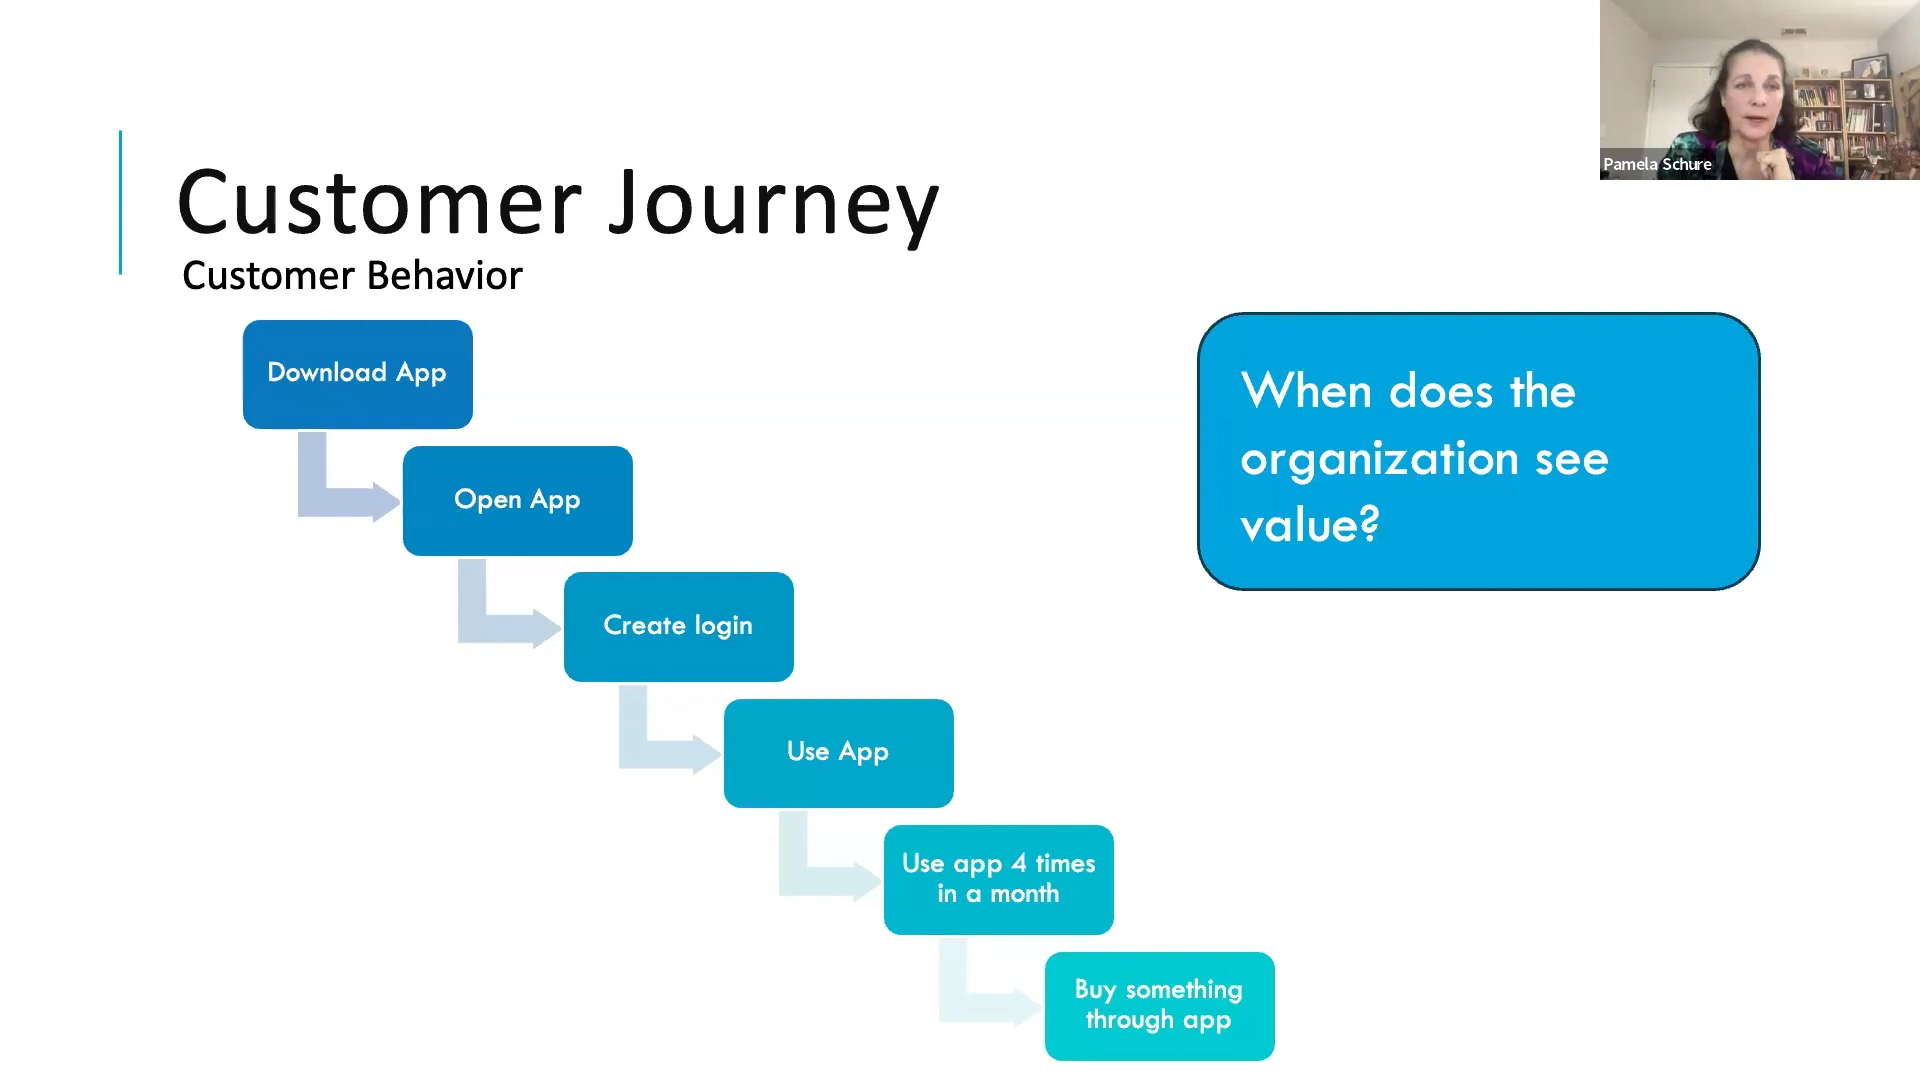 Pamela Schure
Customer Journey
Customer Behavior
Download App
Open App
Create login
Use App
Use app 4 times
in a month
Buy something
through app
When does the
organization see
value?